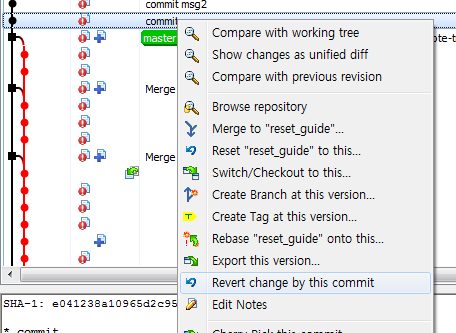 commit msg2
commit
master
ote-t
Merge
Merge
Compare with working tree
Show changes as unified diff
Compare with previous revision
Browse repository
Merge to "reset_guide"...
Reset "reset_guide" to this...
Switch/Checkout to this...
Create Branch at this version...
Create Tag at this version...
Rebase "reset_guide" onto this...
Export this version...
Revert change by this commit
Edit Notes
SHA-1: e041238a10965d2c95
* commit